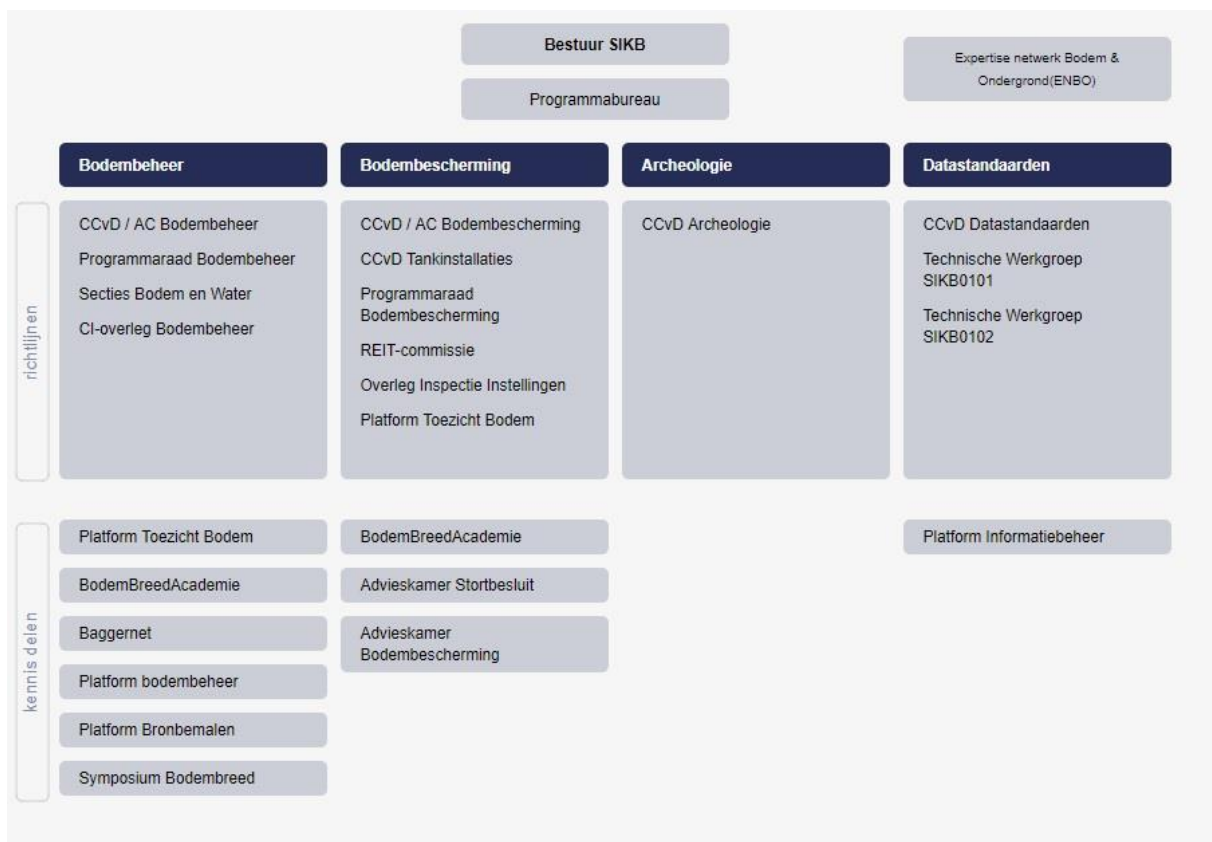 Bestuur SIKB
Programmabureau
Expertise netwerk Bodem &
Ondergrond(ENBO)
Bodembeheer
Bodembescherming
Archeologie
Datastandaarden
richtlijnen
CCvD / AC Bodembeheer
Programmaraad Bodembeheer
Secties Bodem en Water
CI-overleg Bodembeheer
CCvD / AC Bodembescherming
CCvD Tankinstallaties
Programmaraad
Bodembescherming
REIT-commissie
Overleg Inspectie Instellingen
Platform Toezicht Bodem
CCvD Archeologie
CCvD Datastandaarden
Technische Werkgroep
SIKB0101
Technische Werkgroep
SIKB0102
kennis delen
Platform Toezicht Bodem
BodemBreedAcademie
Baggernet
Platform bodembeheer
Platform Bronbemalen
Symposium Bodembreed
BodemBreedAcademie
Advieskamer Stortbesluit
Advieskamer
Bodembescherming
Platform Informatiebeheer